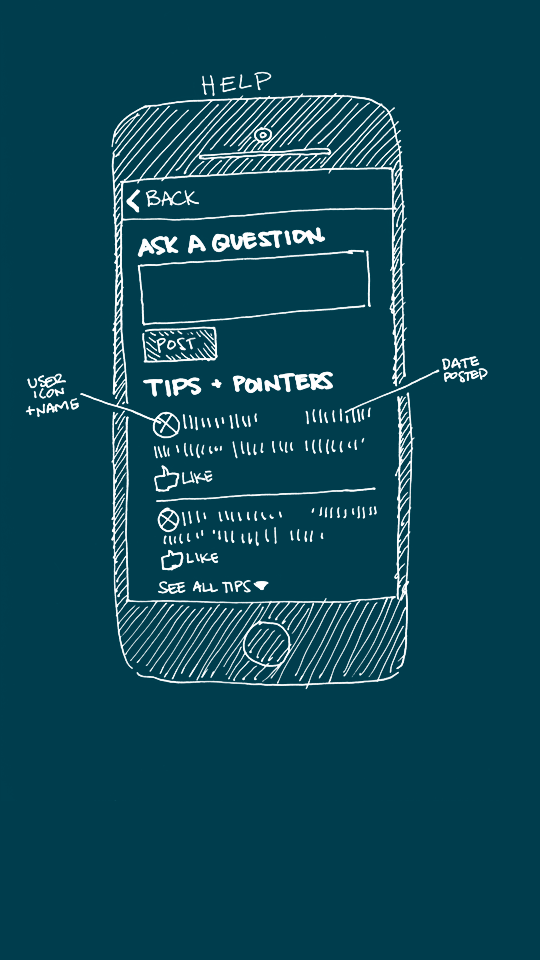 HELP
BACK
ASK A QUESTION
POST
TIPS + POINTERS
USER
ICON
+NAME
DATE
POSTED
LIKE
LIKE
SEE ALL TIPS